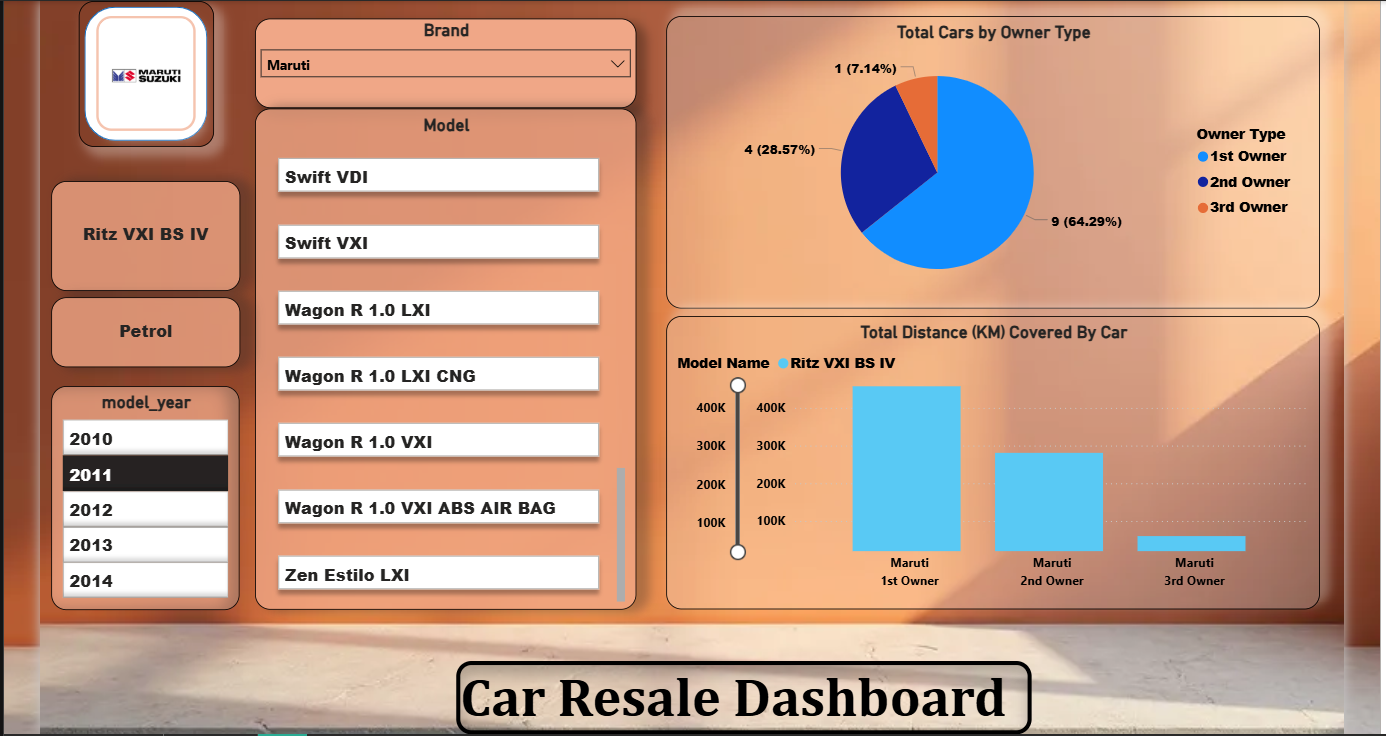 MARUTI
SUZUKI
Brand
Maruti
Model
Swift VDI
Swift VXI
Wagon R 1.0 LXI
Wagon R 1.0 LXI CNG
Wagon R 1.0 VXI
Wagon R 1.0 VXI ABS AIR BAG
Zen Estilo LXI
Ritz VXI BS IV
Petrol
model_year
2010
2011
2012
2013
2014
Total Cars by Owner Type
1 (7.14%)
4 (28.57%)
9 (64.29%)
Owner Type
1st Owner
2nd Owner
3rd Owner
Total Distance (KM) Covered By Car
Model Name Ritz VXI BS IV
400K 400K
300K 300K
200K 200K
100K 100K
Maruti Maruti Maruti
1st Owner 2nd Owner 3rd Owner
Car Resale Dashboard